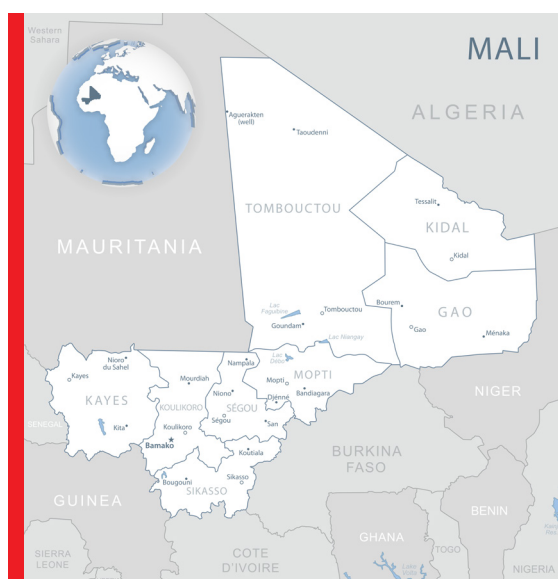 Western
Sahara
MALI
ALGERIA
Aguerakten
(well)
Taoudenni
TOMBOUCTOU
Tessalit
KIDAL
Kidal
MAURITANIA
Lac
Faguibine
Tombouctou
Goundam
Lac Niangay
Bourem
GAO
Gao
Ménaka
Nioro
du Sahel
Kayes
KAYES
Kita
Mourdiah
KOULIKORO
Koulikoro
Bamako
Nampala
Niono
SÉGOU
Ségou
San
Lac
Débo
MOPTI
Mopti
Bandiagara
Djénné
Koutiala
Sikasso
Bougouni
SIKASSO
NIGER
SENEGAL
BURKINA
FASO
GUINEA
BENIN
SIERRA
LEONE
COTE
D'IVOIRE
GHANA
TOGO
Lake
Volta
NIGERIA